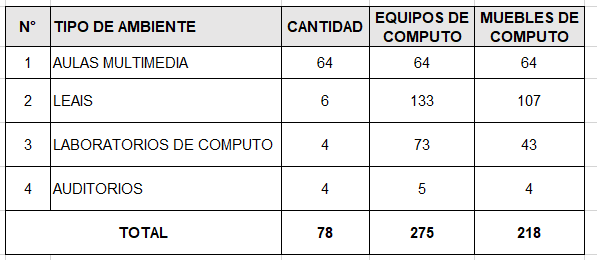 N° TIPO DE AMBIENTE CANTIDAD EQUIPOS DE COMPUTO MUEBLES DE COMPUTO
1 AULAS MULTIMEDIA 64 64 64
2 LEAIS 6 133 107
3 LABORATORIOS DE COMPUTO 4 73 43
4 AUDITORIOS 4 5 4
TOTAL 78 275 218